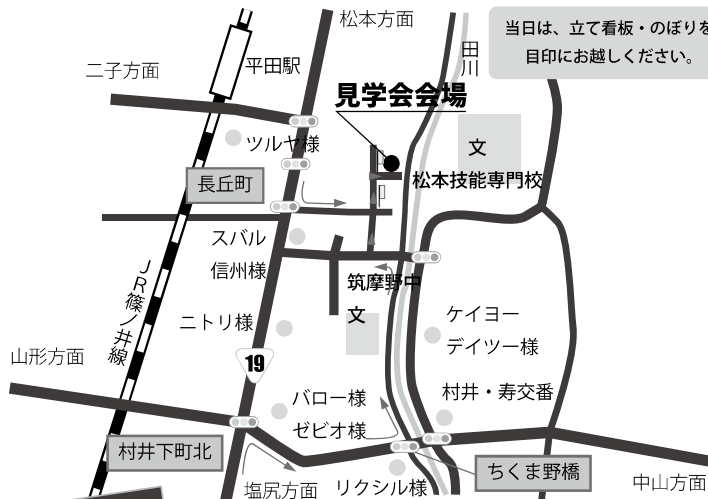 松本方面
当日は、立て看板・のぼりを
目印にお越しください。
田川
平田駅
二子方面
見学会会場
ツルヤ様
文
松本技能専門校
長丘町
スバル
信州様
筑摩野中
文
JR篠ノ井線
ニトリ様
ケイヨー
デイツー様
19
山形方面
バロー様
ゼビオ様
村井・寿交番
村井下町北
ちくま野橋
塩尻方面
リクシル様
中山方面